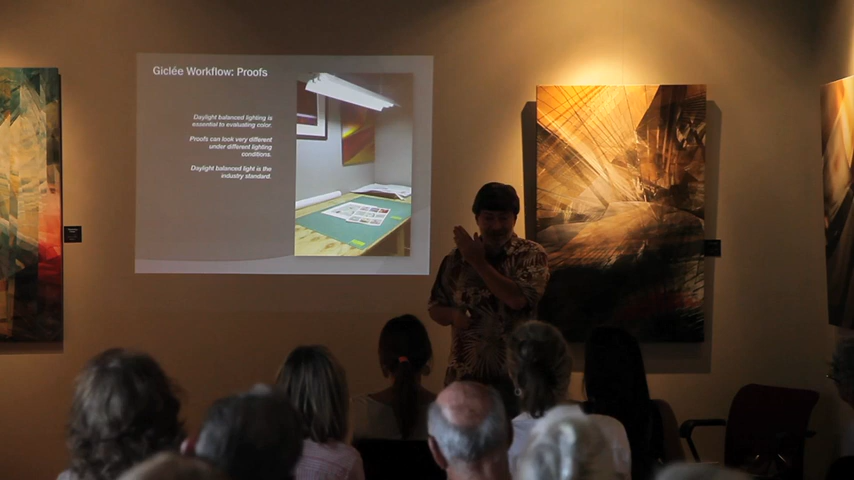 Giclée Workflow: Proofs
Daylight balanced lighting is
essential to evaluating color.
Proofs can look very different
under different lighting
conditions.
Daylight balanced light is the
industry standard.